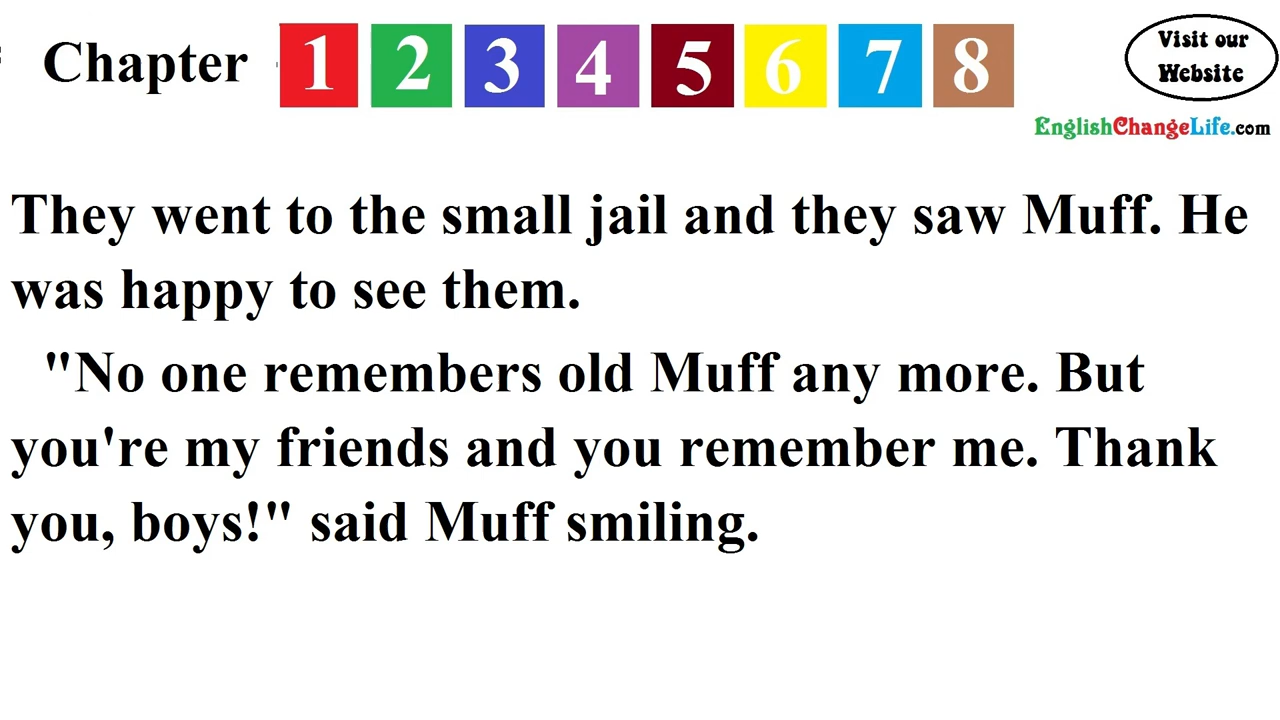 Chapter 1 2 3 4 5 6 7 8
Visit our
Website
EnglishChangeLife.com
They went to the small jail and they saw Muff. He
was happy to see them.
"No one remembers old Muff any more. But
you're my friends and you remember me. Thank
you, boys!" said Muff smiling.